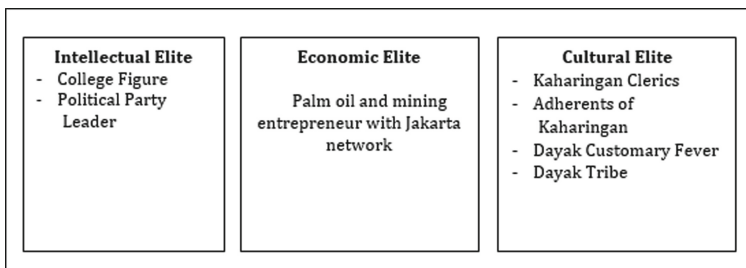 Intellectual Elite
- College Figure
- Political Party
Leader
Economic Elite
Palm oil and mining
entrepreneur with Jakarta
network
Cultural Elite
- Kaharingan Clerics
- Adherents of
Kaharingan
- Dayak Customary Fever
- Dayak Tribe